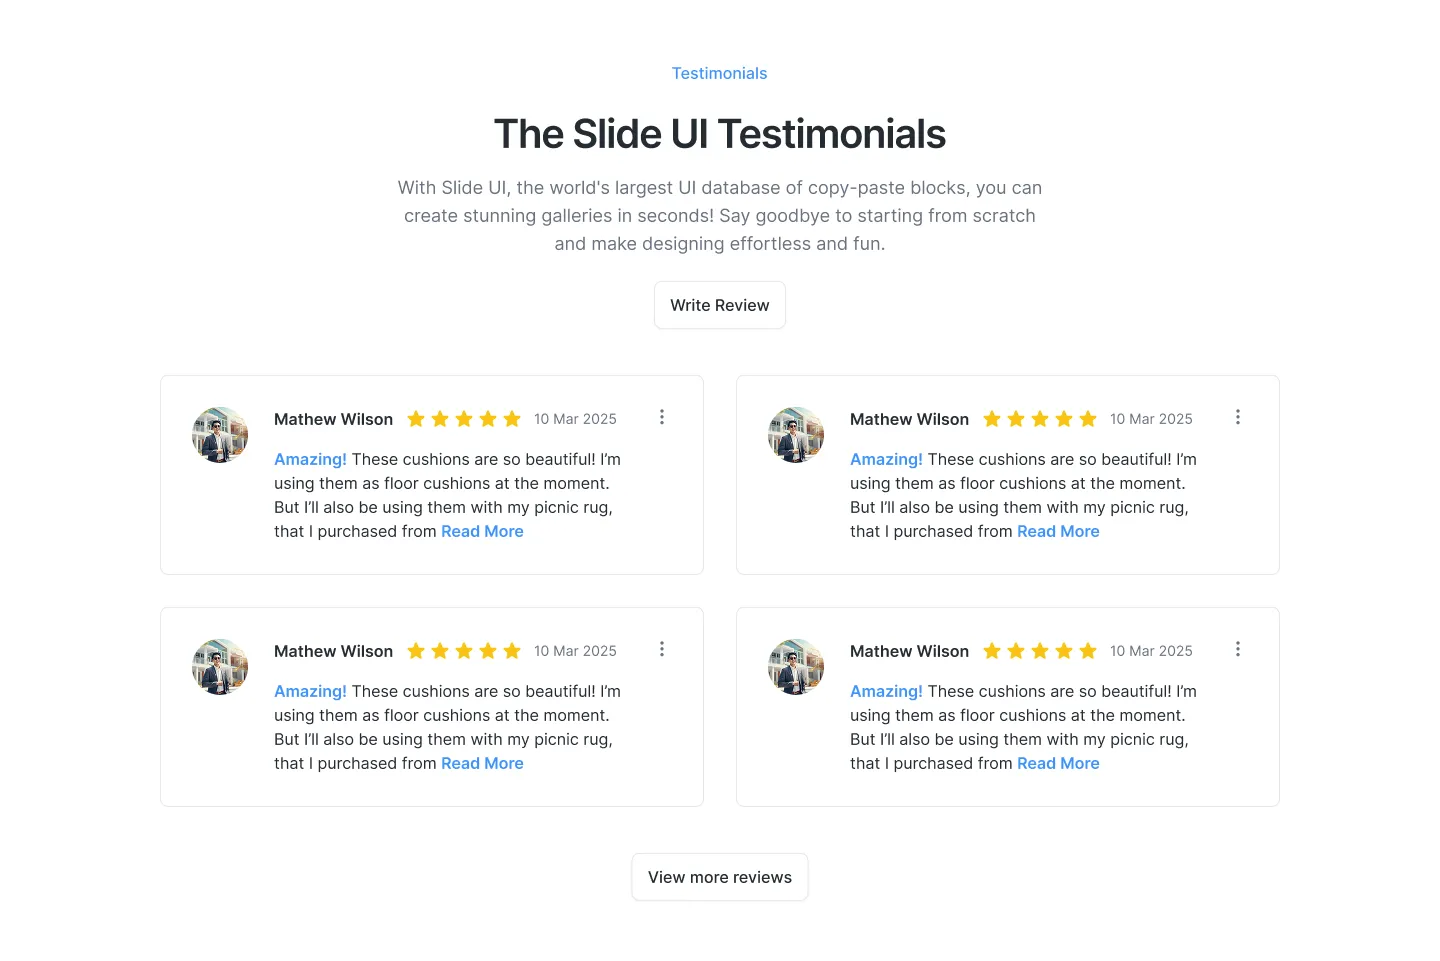 Testimonials
The Slide UI Testimonials
With Slide UI, the world's largest UI database of copy-paste blocks, you can
create stunning galleries in seconds! Say goodbye to starting from scratch
and make designing effortless and fun.
Write Review
Mathew Wilson 10 Mar 2025
Amazing! These cushions are so beautiful! I’m
using them as floor cushions at the moment.
But I’ll also be using them with my picnic rug,
that I purchased from Read More
Mathew Wilson 10 Mar 2025
Amazing! These cushions are so beautiful! I’m
using them as floor cushions at the moment.
But I’ll also be using them with my picnic rug,
that I purchased from Read More
Mathew Wilson 10 Mar 2025
Amazing! These cushions are so beautiful! I’m
using them as floor cushions at the moment.
But I’ll also be using them with my picnic rug,
that I purchased from Read More
Mathew Wilson 10 Mar 2025
Amazing! These cushions are so beautiful! I’m
using them as floor cushions at the moment.
But I’ll also be using them with my picnic rug,
that I purchased from Read More
View more reviews